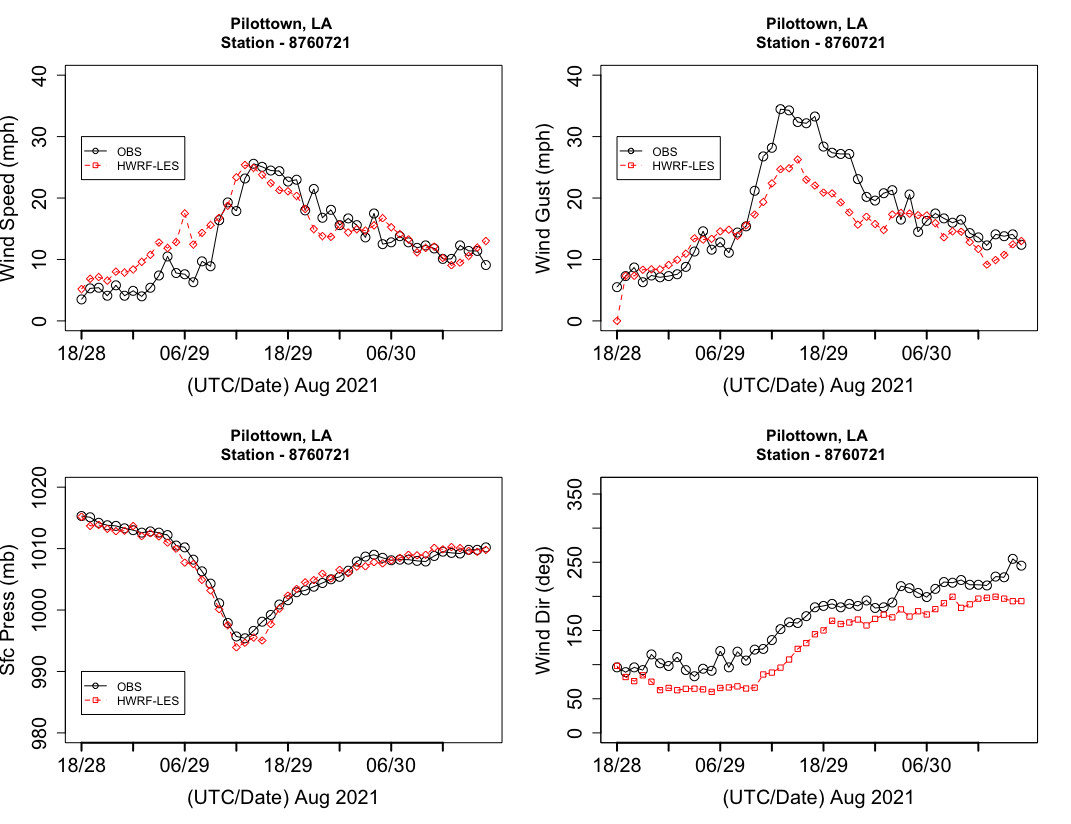 Pilottown, LA
Station - 8760721
Wind Speed (mph)
40
30
20
10
0
OBS
HWRF-LES
18/28
06/29
18/29
06/30
(UTC/Date) Aug 2021
Pilottown, LA
Station - 8760721
Wind Gust (mph)
40
30
20
10
0
OBS
HWRF-LES
18/28
06/29
18/29
06/30
(UTC/Date) Aug 2021
Pilottown, LA
Station - 8760721
Sfc Press (mb)
1020
1010
1000
990
980
OBS
HWRF-LES
18/28
06/29
18/29
06/30
(UTC/Date) Aug 2021
Pilottown, LA
Station - 8760721
Wind Dir (deg)
350
250
150
50
0
18/28
06/29
18/29
06/30
(UTC/Date) Aug 2021